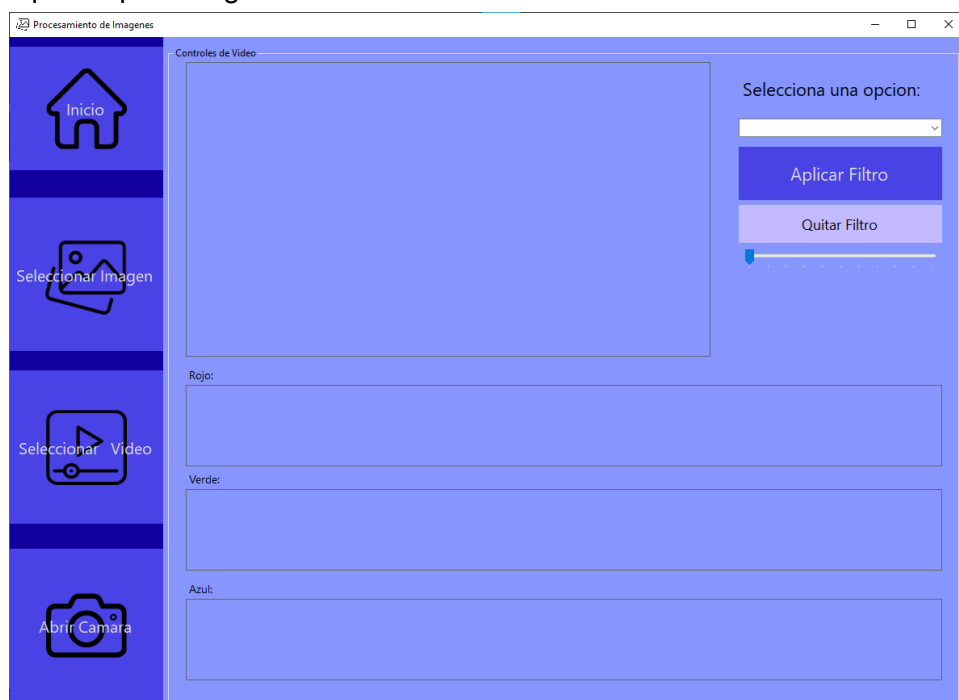 Procesamiento de Imagenes
Controles de Video
Inicio
Selecciona una opcion:
Aplicar Filtro
Quitar Filtro
Seleccionar Imagen
Rojo:
Seleccionar Video
Verde:
Azul:
Abrir Camara